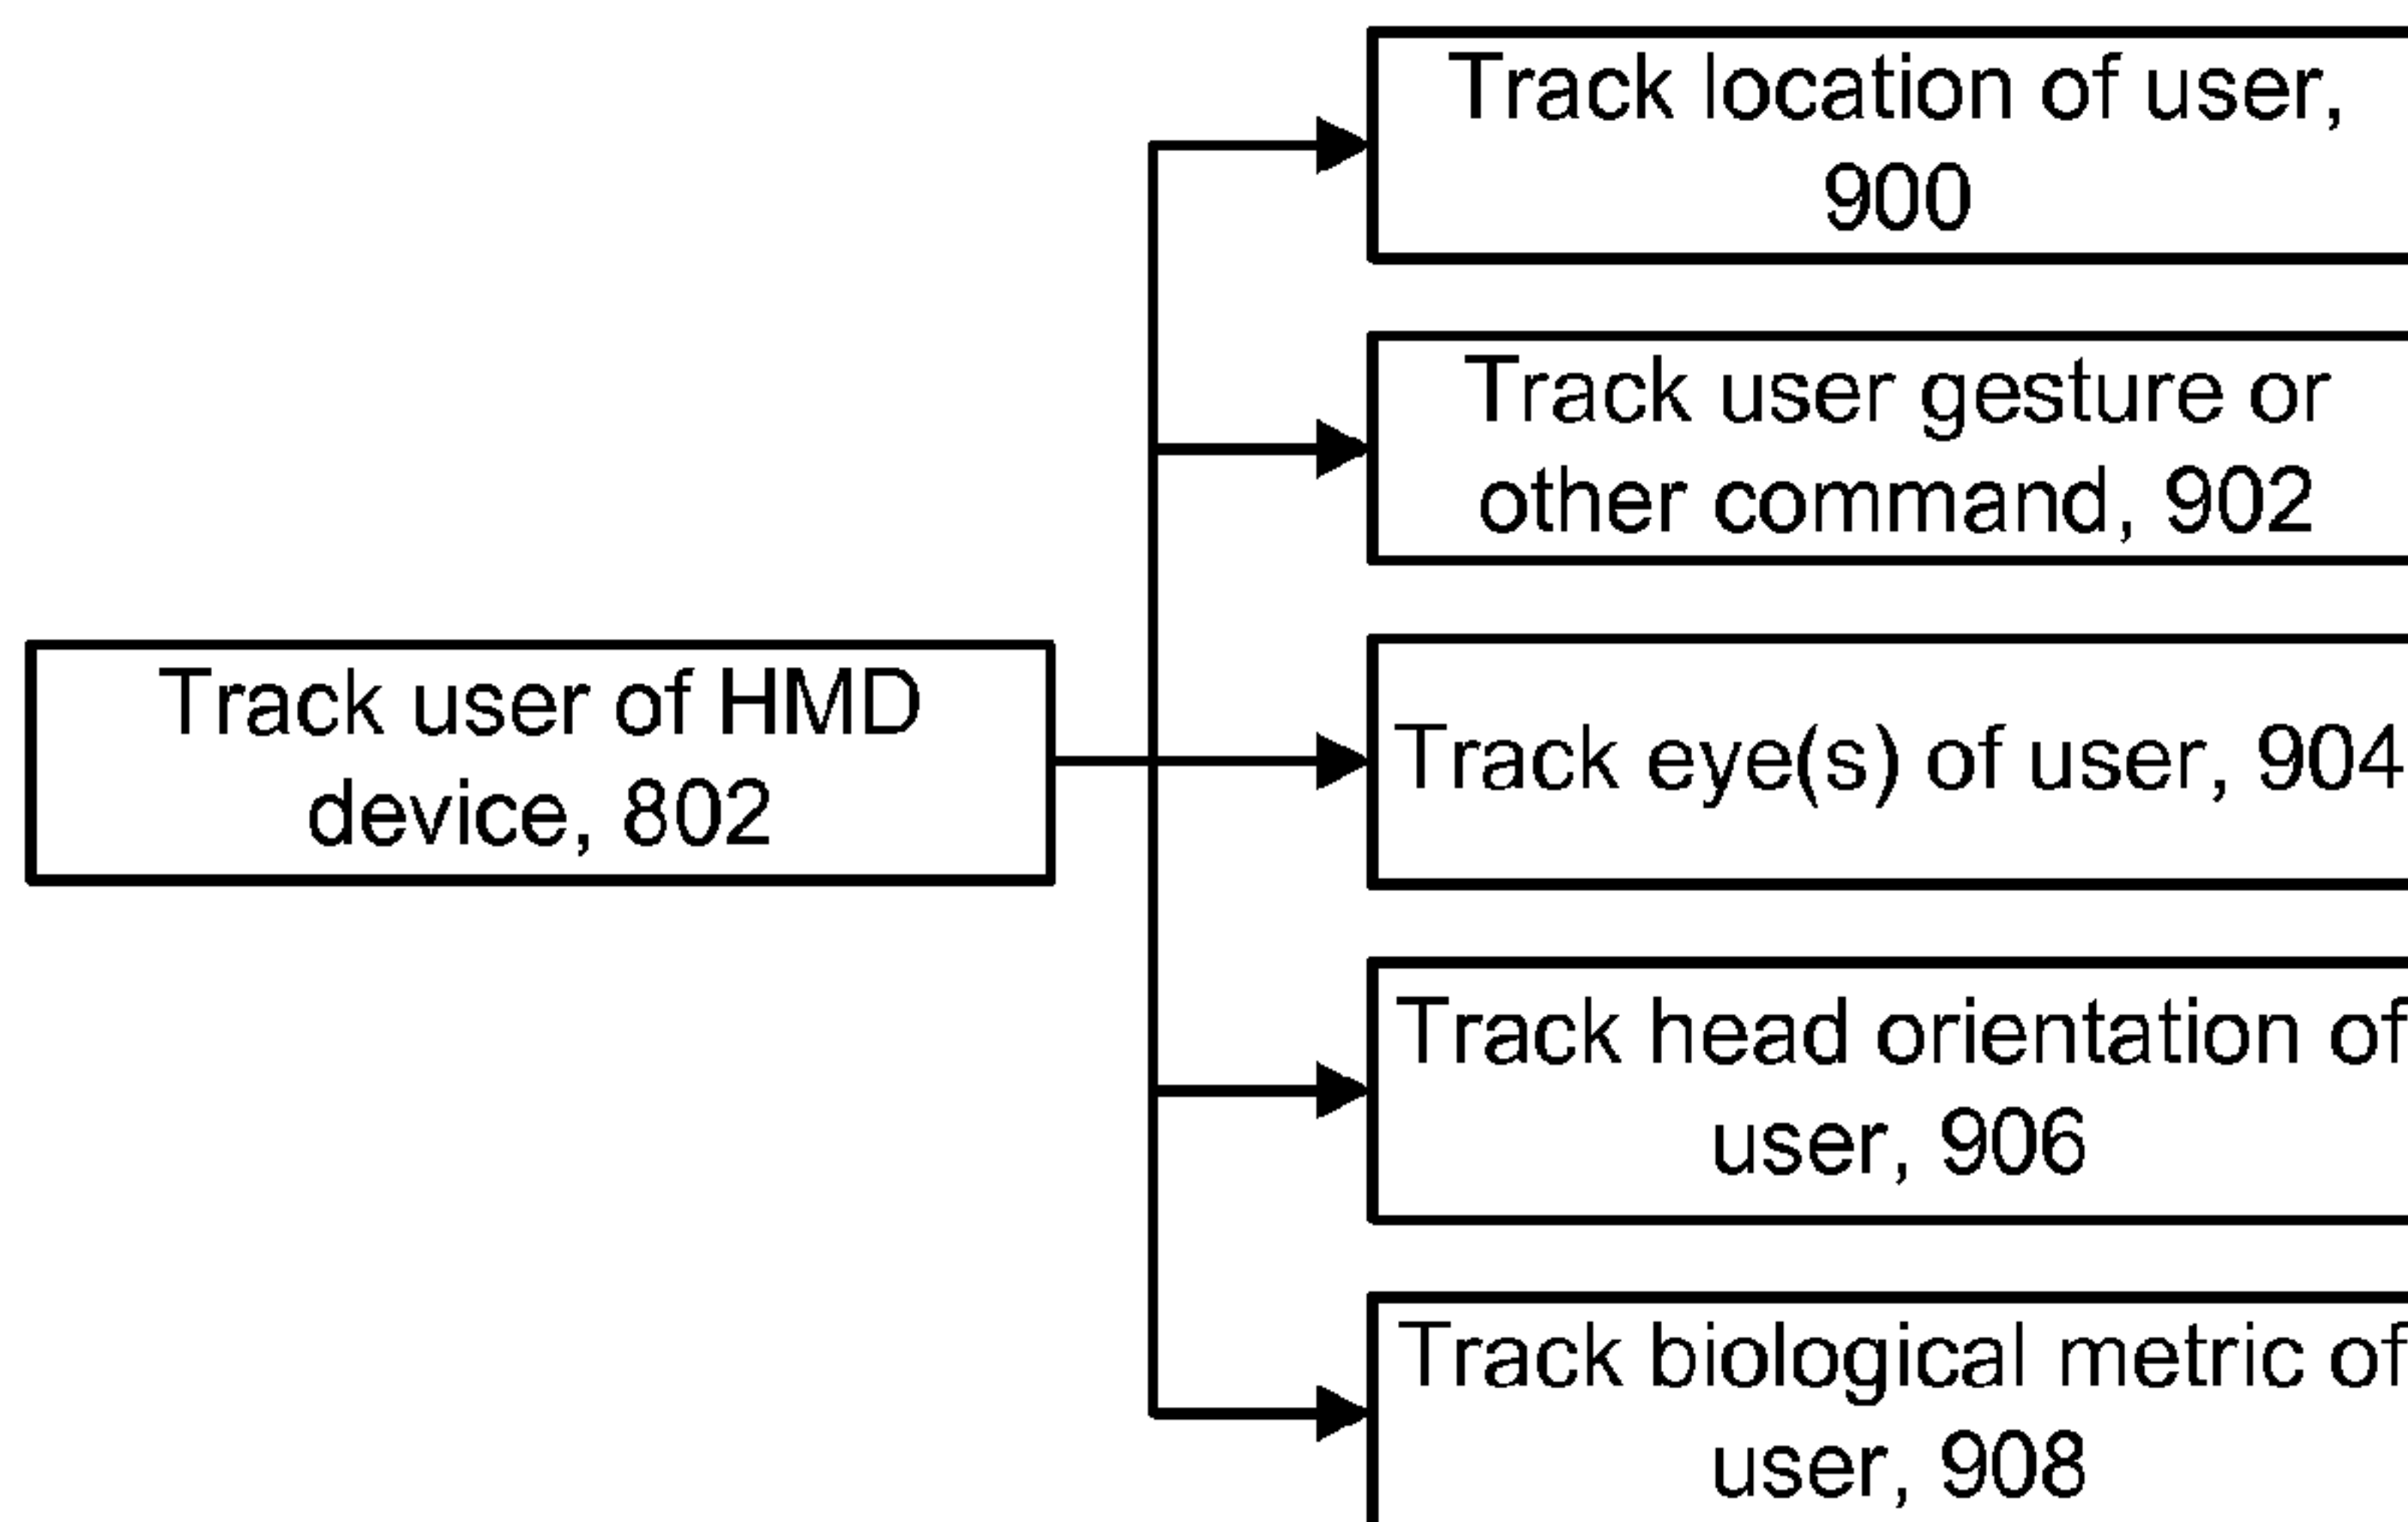 Track location of user,
900
Track user gesture or
other command, 902
Track user of HMD
device, 802
Track eye(s) of user, 904
Track head orientation of
user, 906
Track biological metric of
user, 908